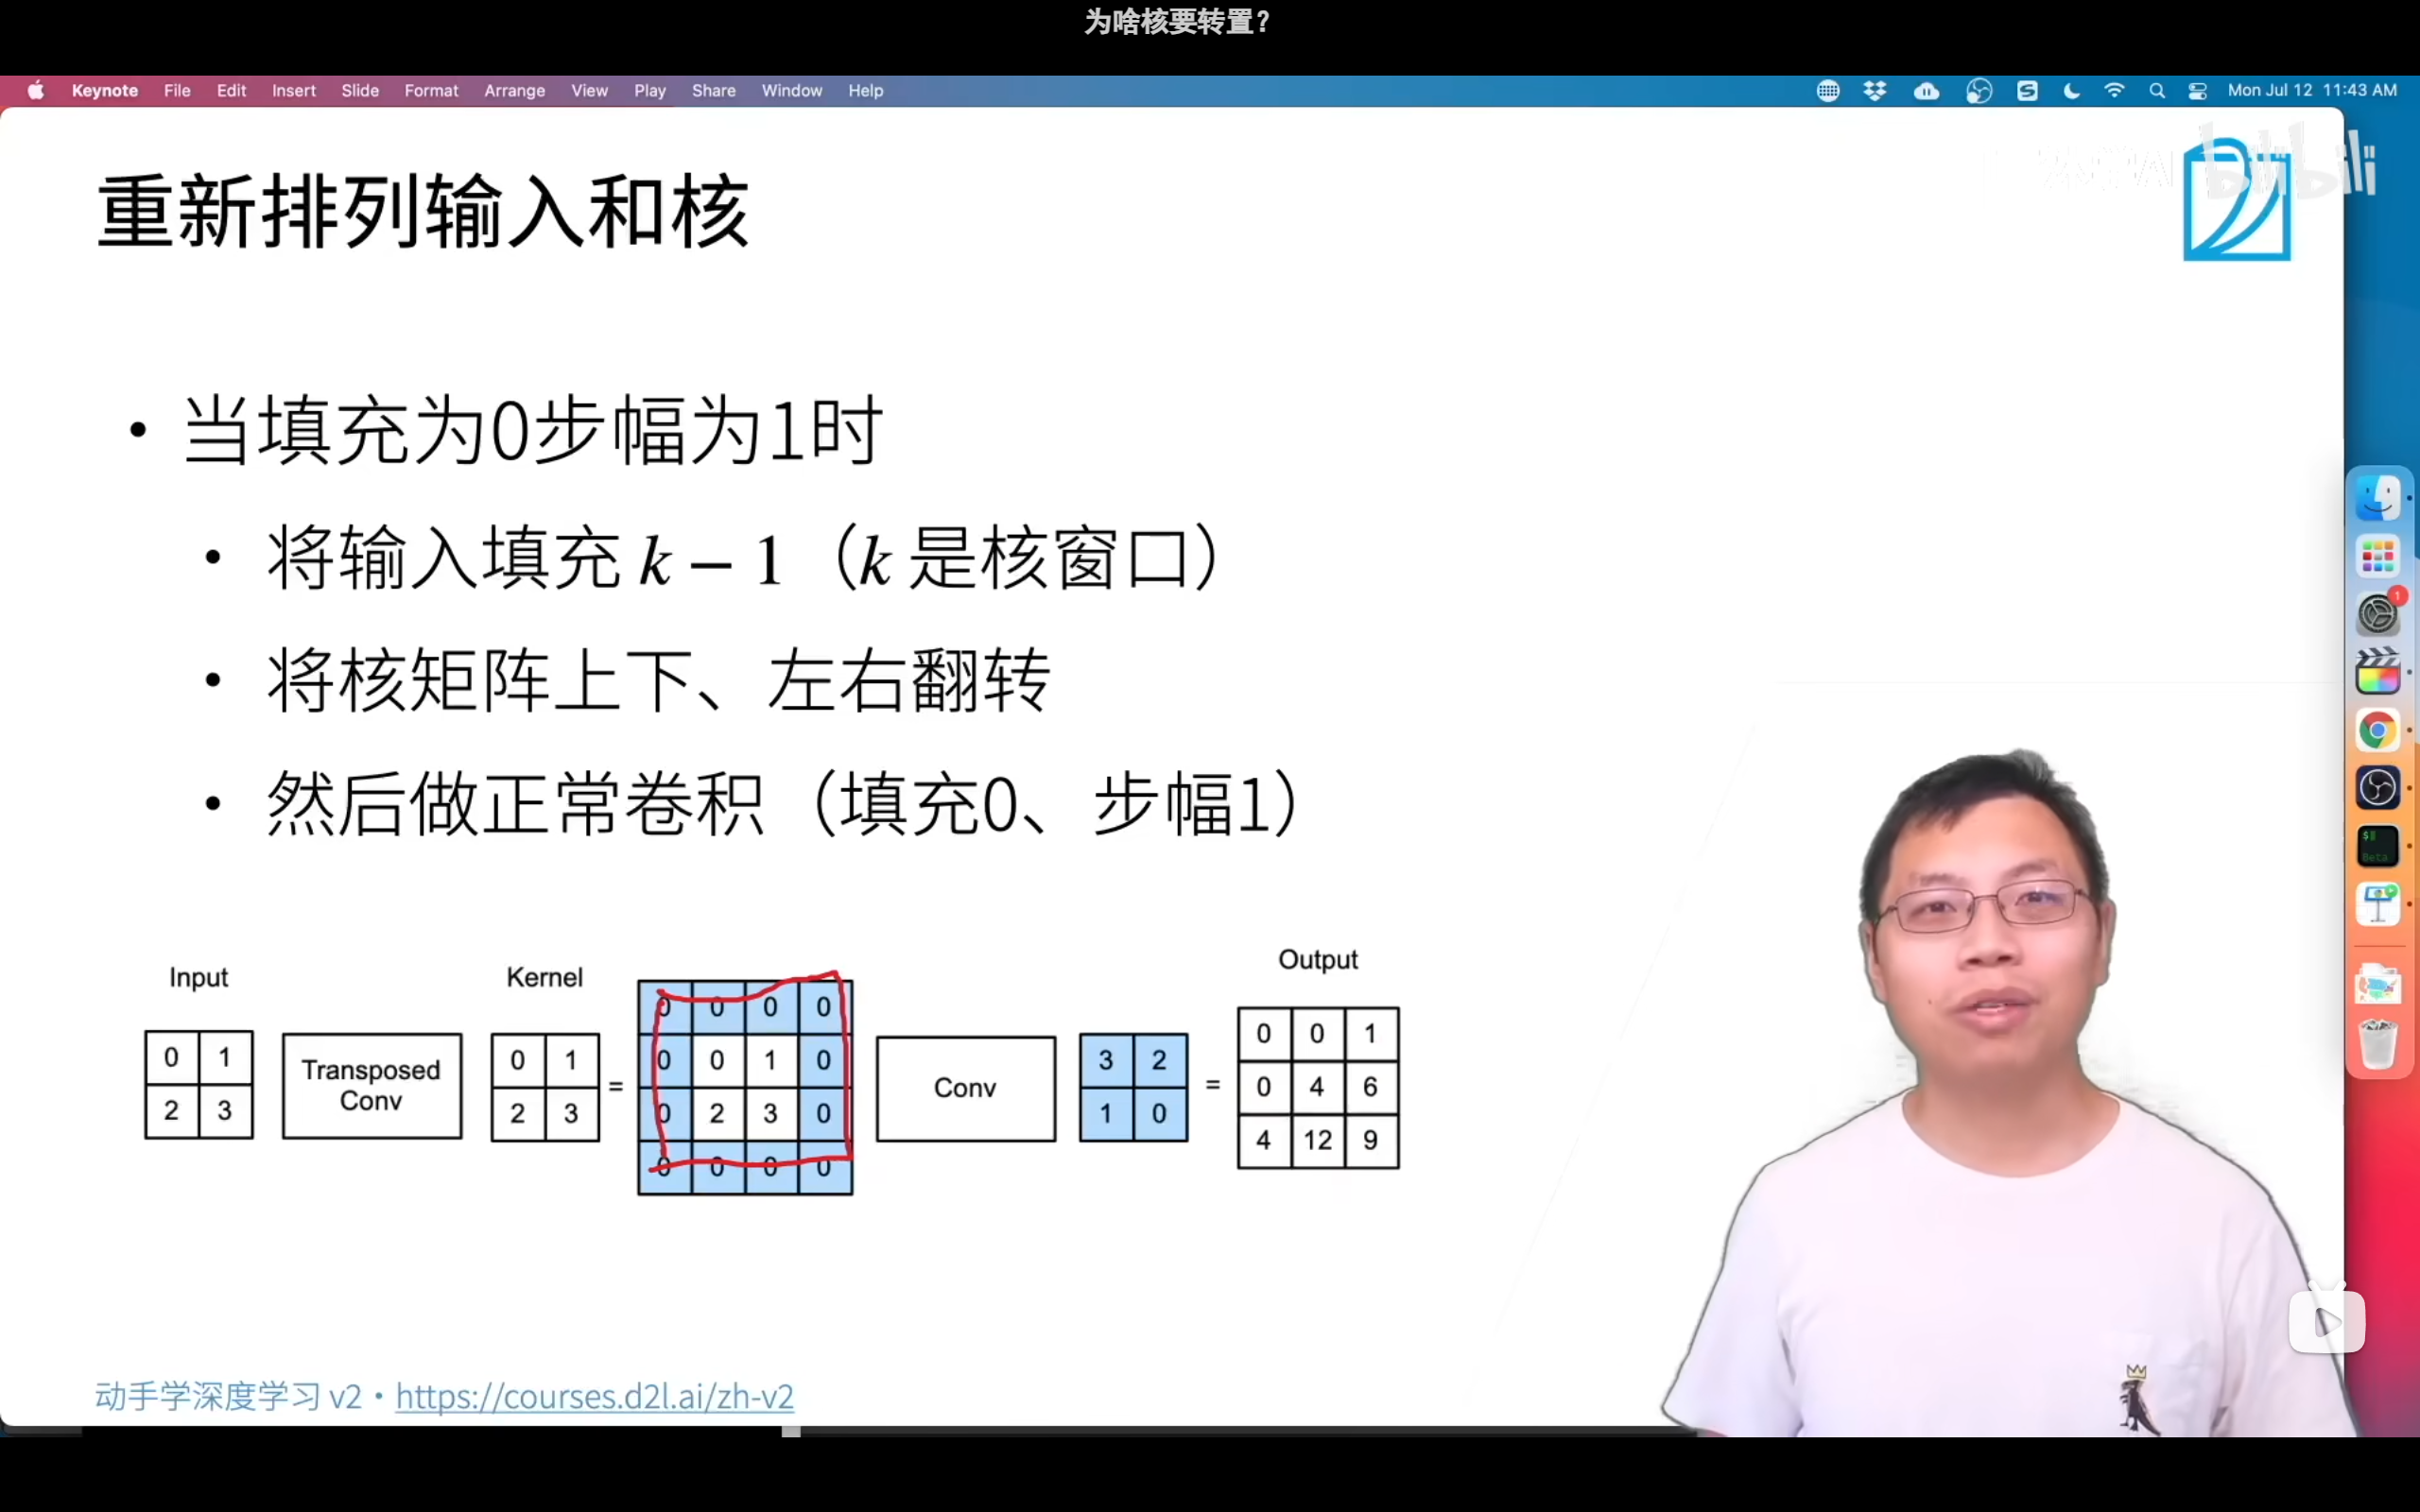 为啥核要转置？
Keynote File Edit Insert Slide Format Arrange View Play Share Window Help
Mon Jul 12 11:43 AM
bilibili
重新排列输入和核
• 当填充为0步幅为1时
• 将输入填充 k − 1（k 是核窗口）
• 将核矩阵上下、左右翻转
• 然后做正常卷积（填充0、步幅1）
Input
0 1
2 3
Transposed
Conv
Kernel
0 1
2 3
=
0 0 0 0
0 0 1 0
0 2 3 0
0 0 0 0
Conv
3 2
1 0
=
Output
0 0 1
0 4 6
4 12 9
动手学深度学习 v2 • https://courses.d2l.ai/zh-v2
1
$
Beta